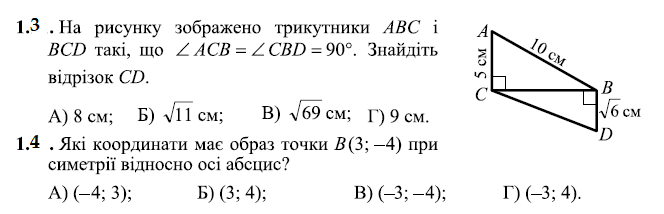 1.3 . На рисунку зображено трикутники ABC і
BCD такі, що ∠ ACB = ∠ CBD = 90°. Знайдіть
відрізок CD.
А) 8 см; Б) √11 см; В) √69 см; Г) 9 см.
A
10 см
5 см
C
B
√6 см
D
1.4 . Які координати має образ точки B(3; –4) при
симетрії відносно осі абсцис?
А) (–4; 3); Б) (3; 4); В) (–3; –4); Г) (–3; 4).